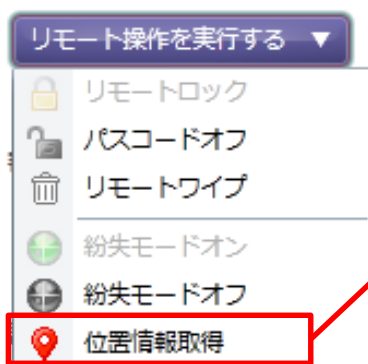 リモート操作を実行する ▼
リモートロック
パスコードオフ
リモートワイプ
紛失モードオン
紛失モードオフ
位置情報取得